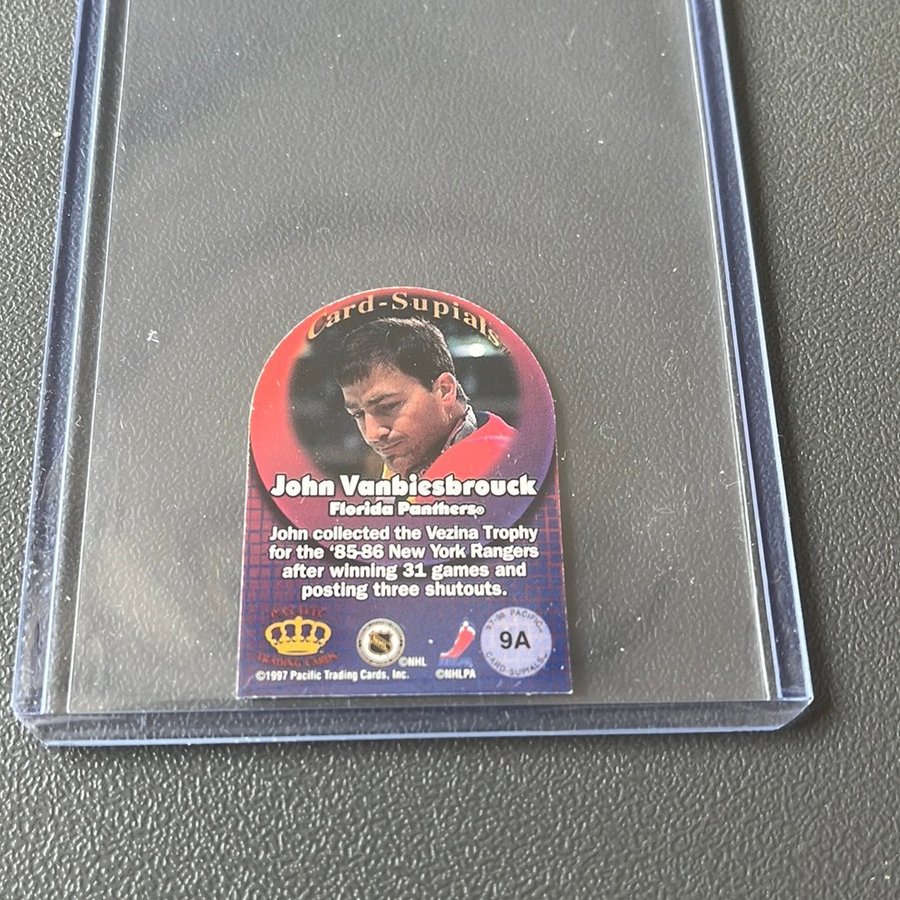 Card-Supials
John Vanbiesbrouck
Florida Panthers®
John collected the Vezina Trophy
for the '85-86 New York Rangers
after winning 31 games and
posting three shutouts.
PACIFIC
TRADING CARDS
©1997 Pacific Trading Cards, Inc.
NHL
©NHL
©NHLPA
97-98 PACIFIC
9A
CARD-SUPIALS